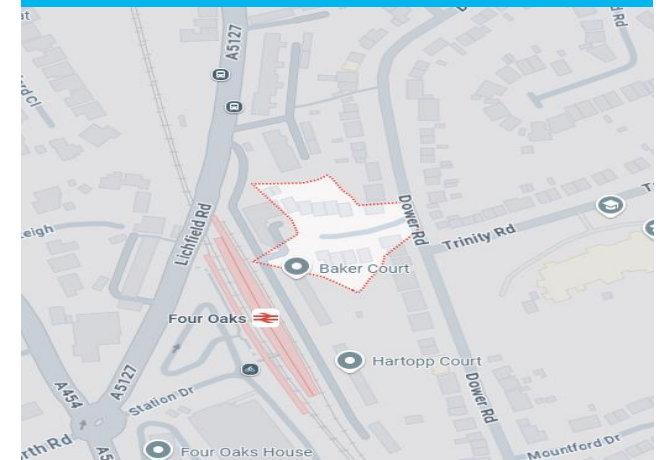 A5127
Rd
Lichfield Rd
Dower Rd
Trinity Rd
Baker Court
Four Oaks
Hartopp Court
A454
A5127
Station Dr
Dower Rd
Four Oaks House
Mountford Dr